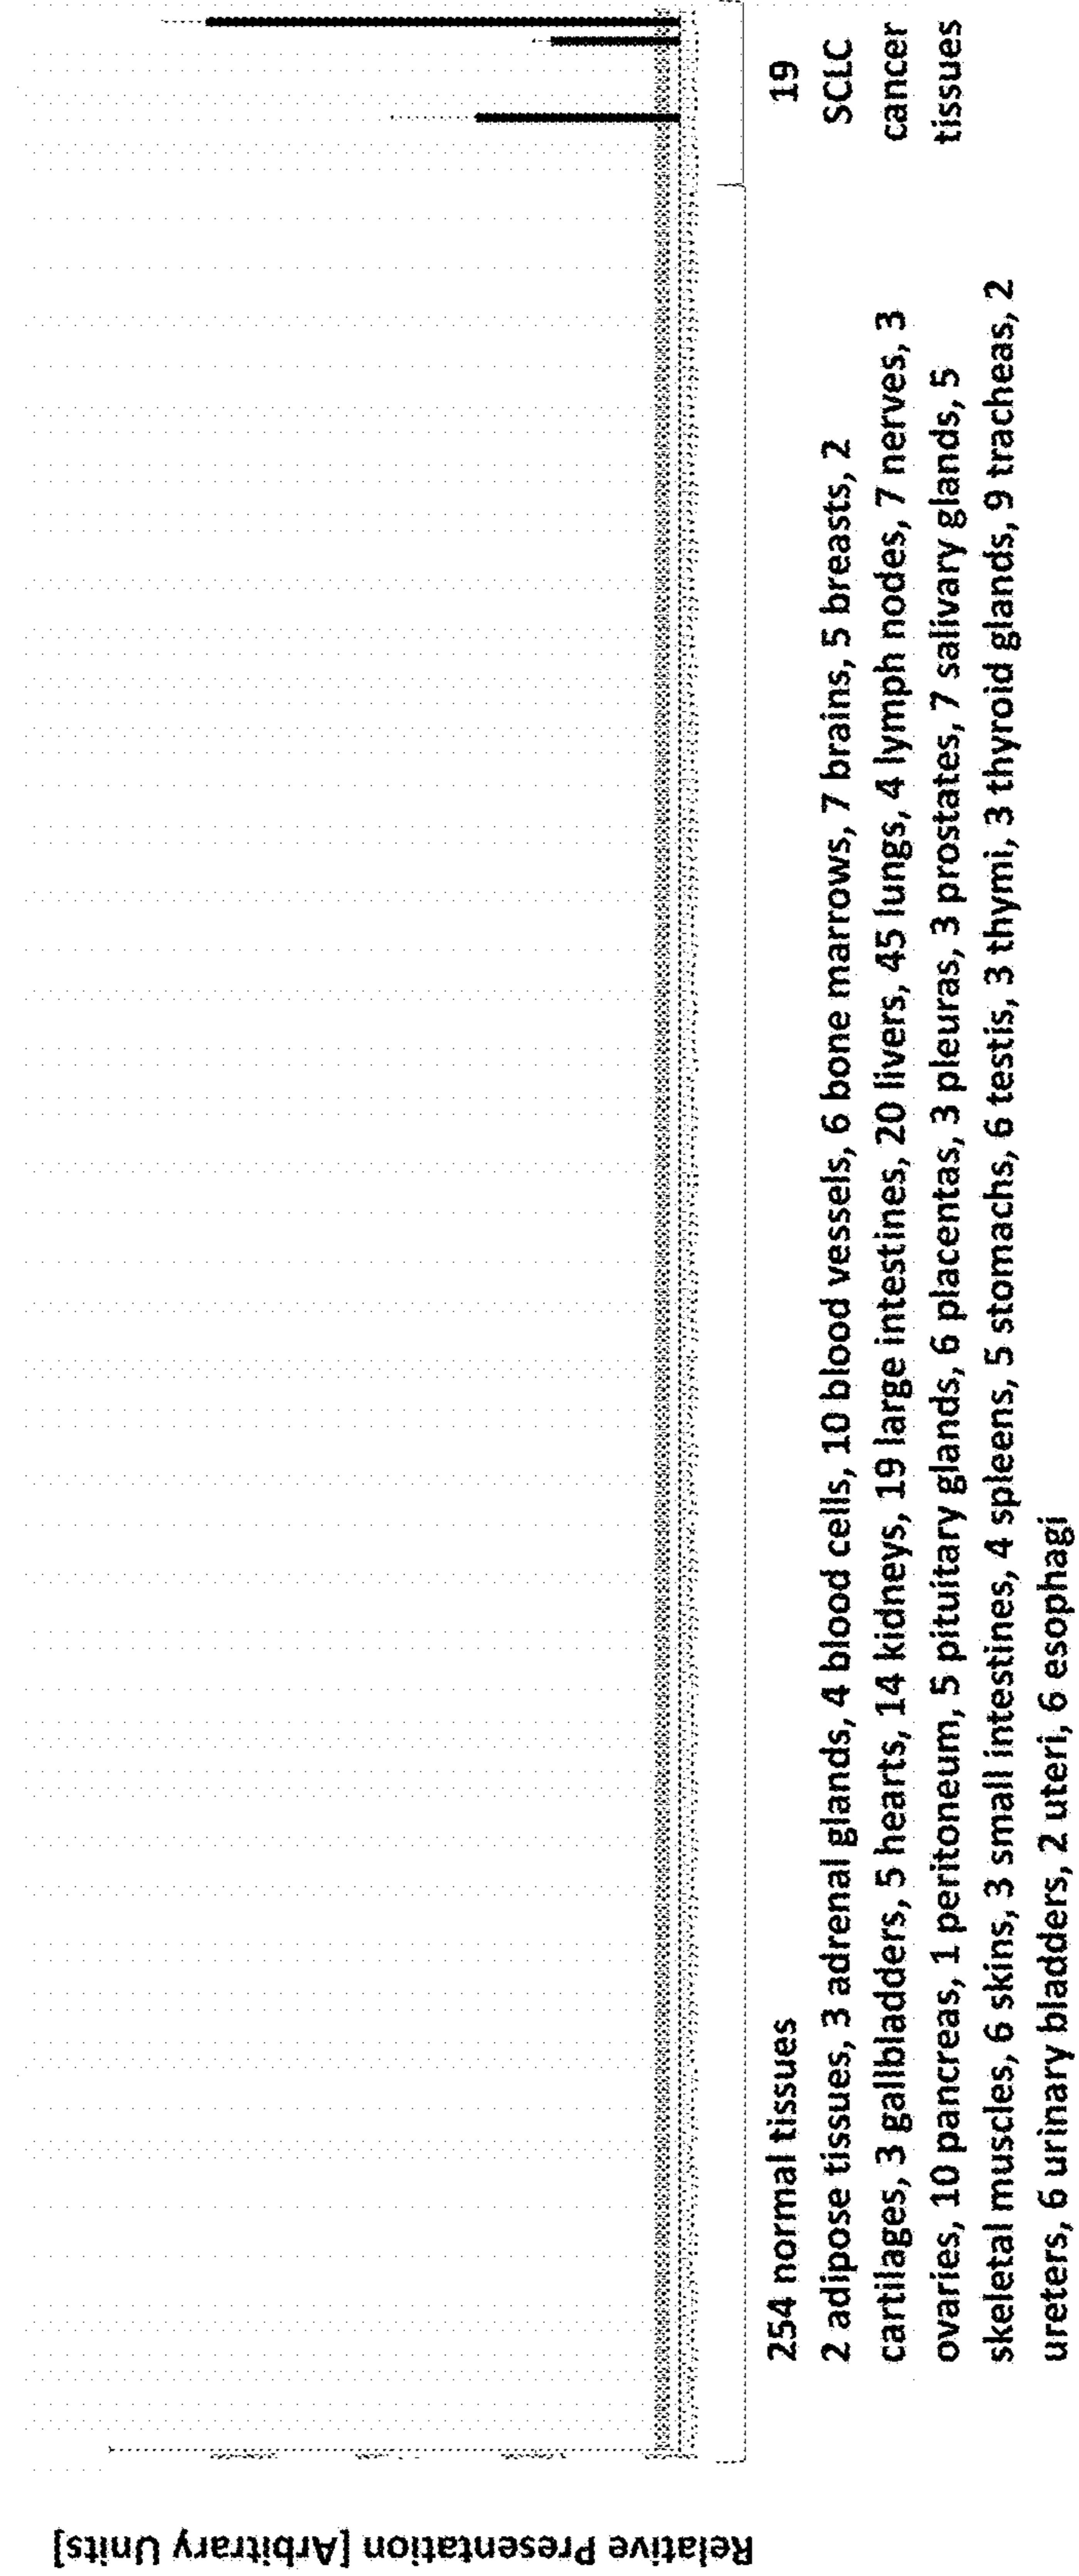 Relative Presentation [Arbitrary Units]
254 normal tissues
2 adipose tissues, 3 adrenal glands, 4 blood cells, 10 blood vessels, 6 bone marrows, 7 brains, 5 breasts, 2
cartilages, 3 gallbladders, 5 hearts, 14 kidneys, 19 large intestines, 20 livers, 45 lungs, 4 lymph nodes, 7 nerves, 3
ovaries, 10 pancreas, 1 peritoneum, 5 pituitary glands, 6 placentas, 3 pleuras, 3 prostates, 7 salivary glands, 5
skeletal muscles, 6 skins, 3 small intestines, 4 spleens, 5 stomachs, 6 testis, 3 thymi, 3 thyroid glands, 9 tracheas, 2
ureters, 6 urinary bladders, 2 uteri, 6 esophagi
19
SCLC
cancer
tissues